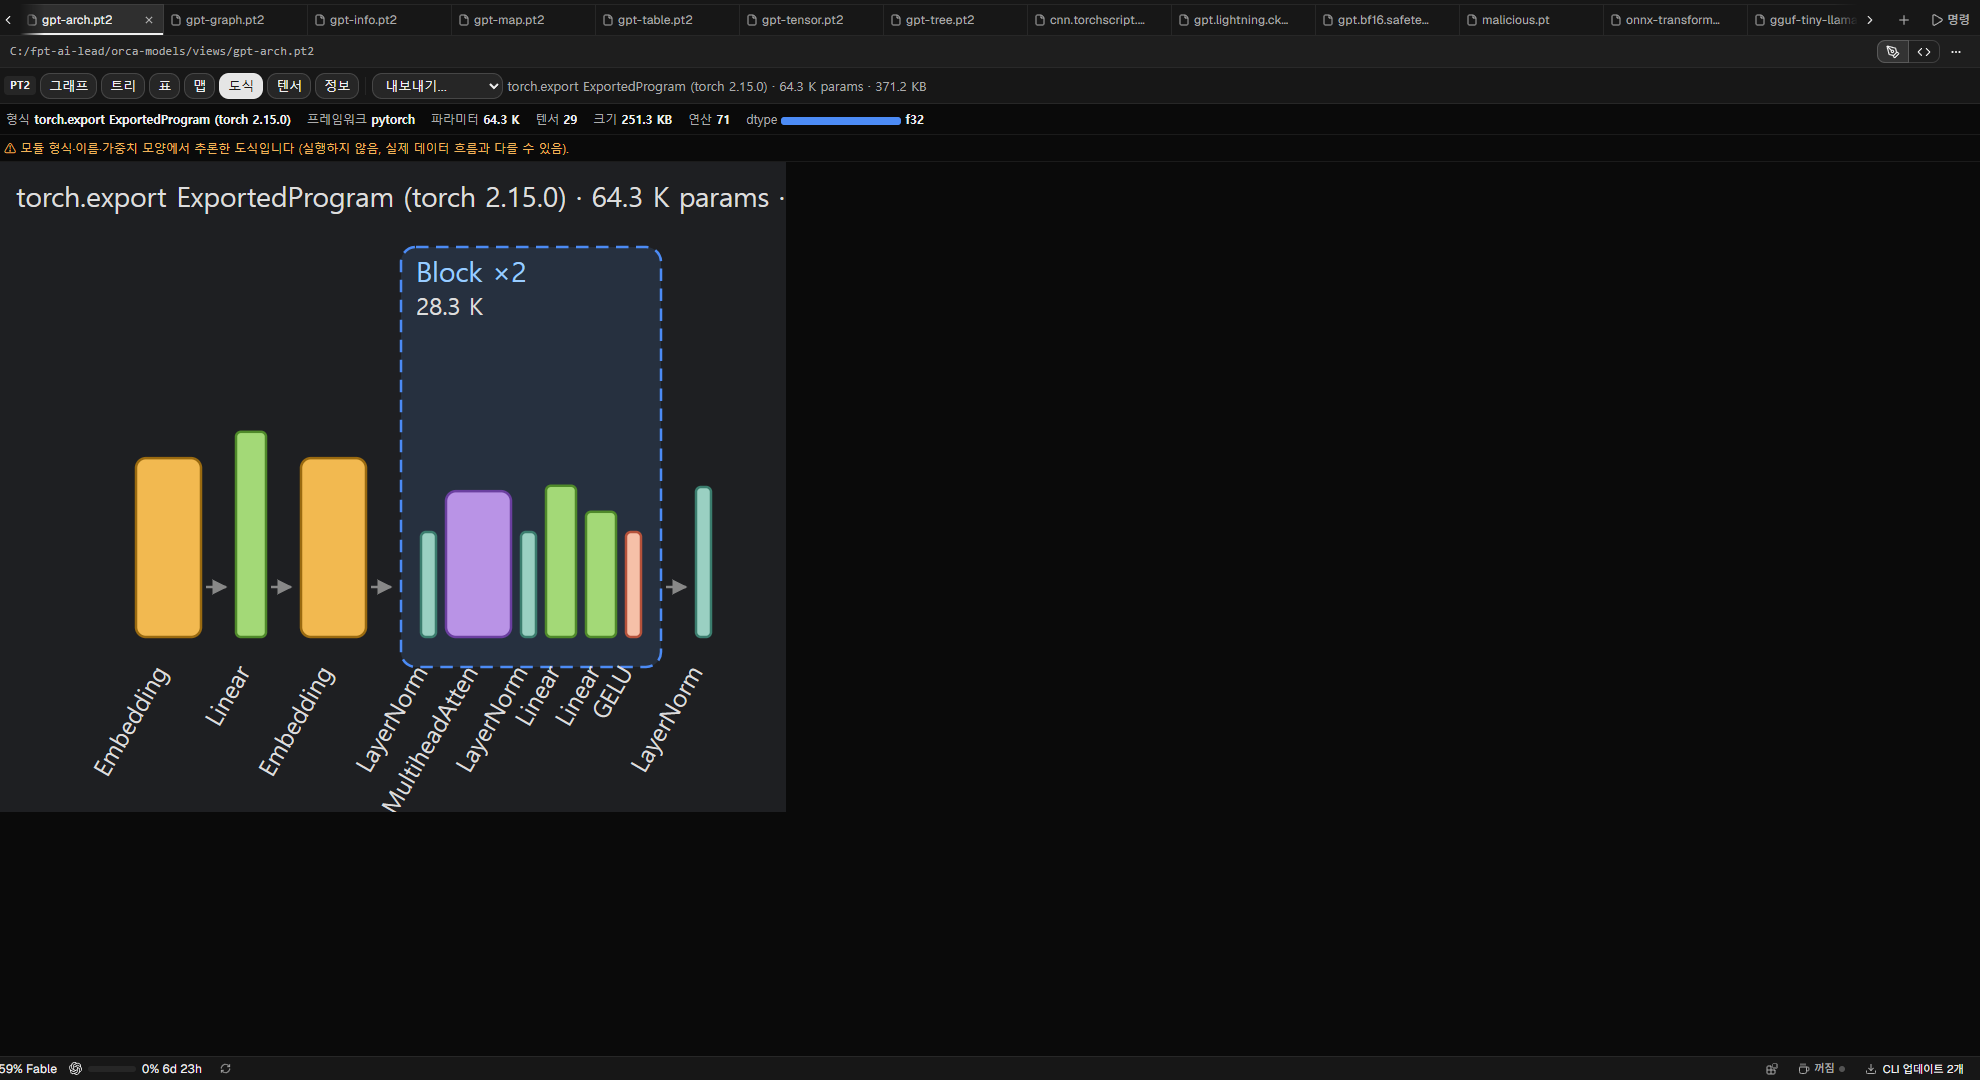 gpt-arch.pt2
gpt-graph.pt2
gpt-info.pt2
gpt-map.pt2
gpt-table.pt2
gpt-tensor.pt2
gpt-tree.pt2
cnn.torchscript....
gpt.lightning.ck...
gpt.bf16.safete...
malicious.pt
onnx-transform...
gguf-tiny-llama
명령
C:/fpt-ai-lead/orca-models/views/gpt-arch.pt2
PT2 그래프 트리 표 맵 도식 텐서 정보 내보내기... torch.export ExportedProgram (torch 2.15.0) · 64.3 K params · 371.2 KB
형식 torch.export ExportedProgram (torch 2.15.0) 프레임워크 pytorch 파라미터 64.3 K 텐서 29 크기 251.3 KB 연산 71 dtype f32
⚠ 모듈 형식·이름·가중치 모양에서 추론한 도식입니다 (실행하지 않음, 실제 데이터 흐름과 다를 수 있음).
torch.export ExportedProgram (torch 2.15.0) · 64.3 K params ·
Block ×2
28.3 K
Embedding
Linear
Embedding
LayerNorm
MultiheadAtten
LayerNorm
Linear
Linear
GELU
LayerNorm
59% Fable 0% 6d 23h
꺼짐
CLI 업데이트 2개